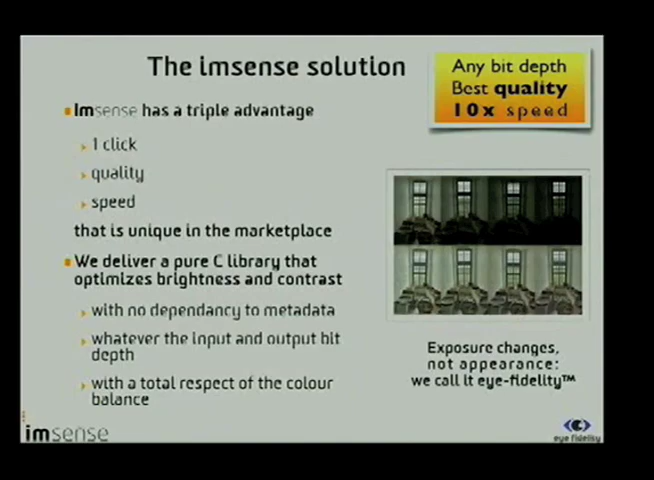 The imsense solution
Any bit depth
Best quality
10x speed
Imsense has a triple advantage
1 click
quality
speed
that is unique in the marketplace
We deliver a pure C library that
optimizes brightness and contrast
with no dependancy to metadata
whatever the input and output bit
depth
with a total respect of the colour
balance
Exposure changes,
not appearance:
we call it eye-fidelity™
imsense
eye fidelity